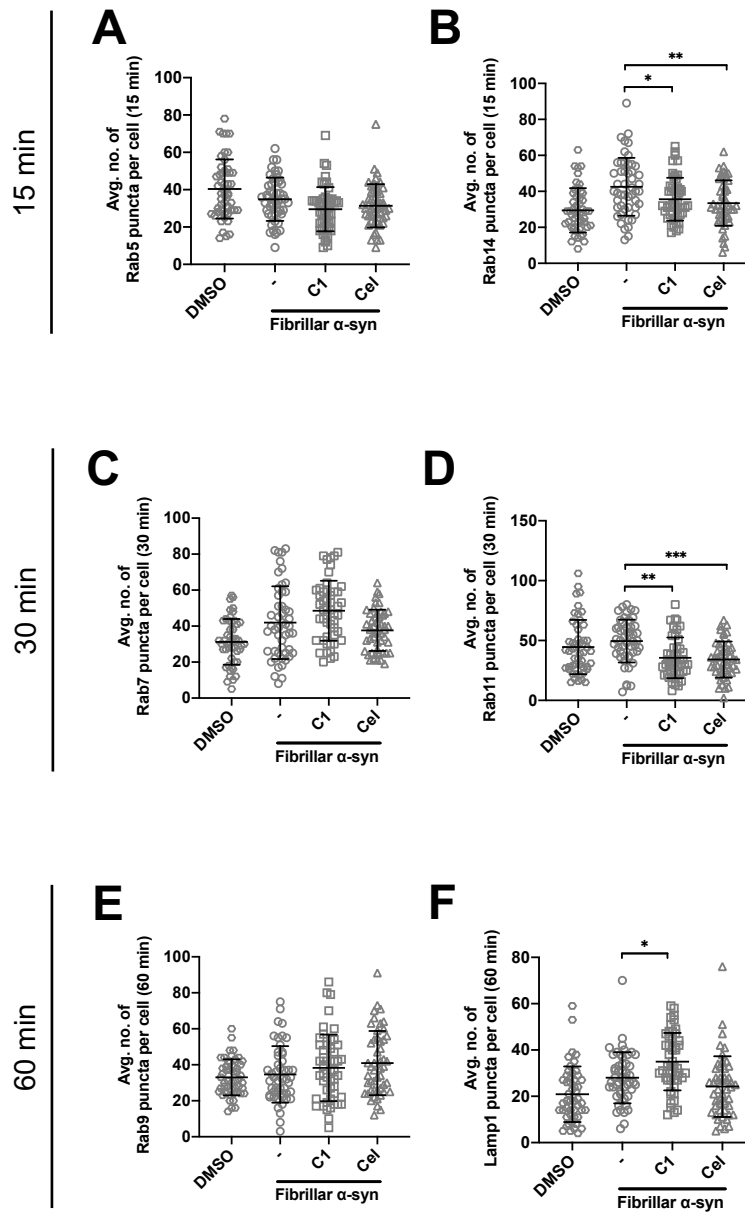 15 min
A
Avg. no. of
Rab5 puncta per cell (15 min)
100
80
60
40
20
0
DMSO
-
C1
Cel
Fibrillar α-syn
B
Avg. no. of
Rab14 puncta per cell (15 min)
**
*
100
80
60
40
20
0
DMSO
-
C1
Cel
Fibrillar α-syn
30 min
C
Avg. no. of
Rab7 puncta per cell (30 min)
100
80
60
40
20
0
DMSO
-
C1
Cel
Fibrillar α-syn
D
Avg. no. of
Rab11 puncta per cell (30 min)
***
**
150
100
50
0
DMSO
-
C1
Cel
Fibrillar α-syn
60 min
E
Avg. no. of
Rab9 puncta per cell (60 min)
100
80
60
40
20
0
DMSO
-
C1
Cel
Fibrillar α-syn
F
Avg. no. of
Lamp1 puncta per cell (60 min)
*
80
60
40
20
0
DMSO
-
C1
Cel
Fibrillar α-syn